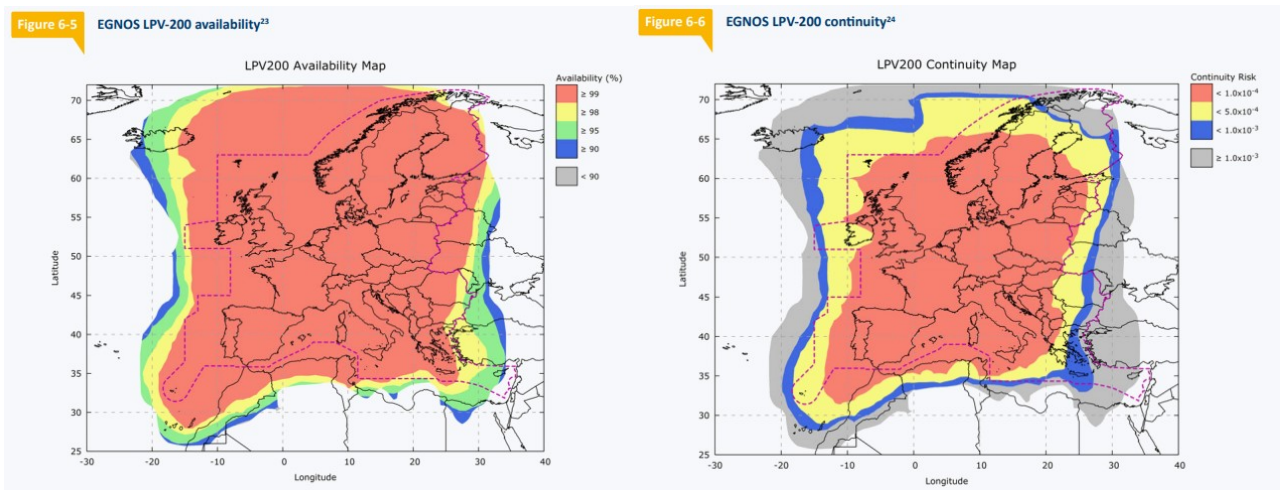 Figure 6-5
EGNOS LPV-200 availability²³
LPV200 Availability Map
Availability (%)
≥ 99
≥ 98
≥ 95
≥ 90
< 90
70
65
60
55
50
45
40
35
30
25
Latitude
-30
-20
-10
0
10
20
30
40
Longitude
Figure 6-6
EGNOS LPV-200 continuity²⁴
LPV200 Continuity Map
Continuity Risk
< 1.0x10⁻⁴
< 5.0x10⁻⁴
< 1.0x10⁻³
≥ 1.0x10⁻³
70
65
60
55
50
45
40
35
30
25
Latitude
-30
-20
-10
0
10
20
30
40
Longitude